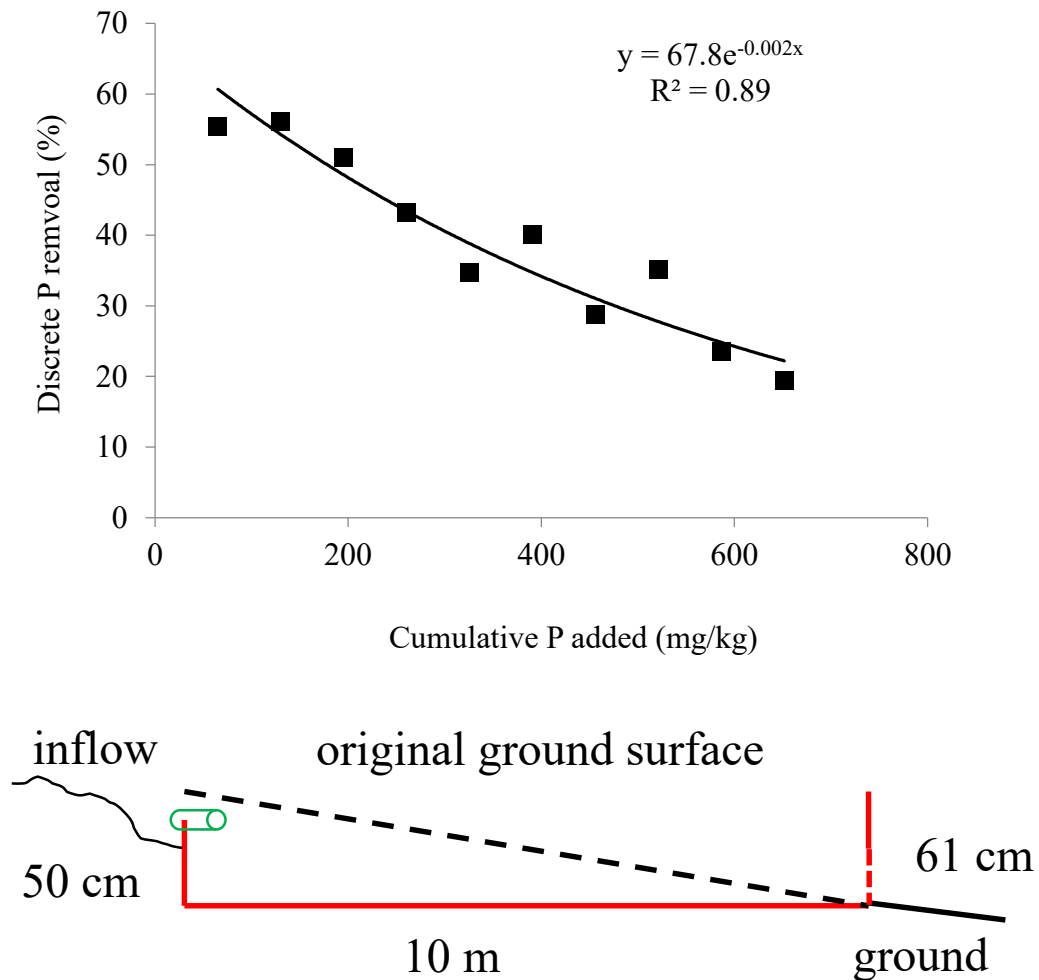 70
60
50
40
30
20
10
0
Discrete P remvoal (%)
y = 67.8e^-0.002x
R² = 0.89
0 200 400 600 800
Cumulative P added (mg/kg)
inflow original ground surface
50 cm 61 cm
10 m ground